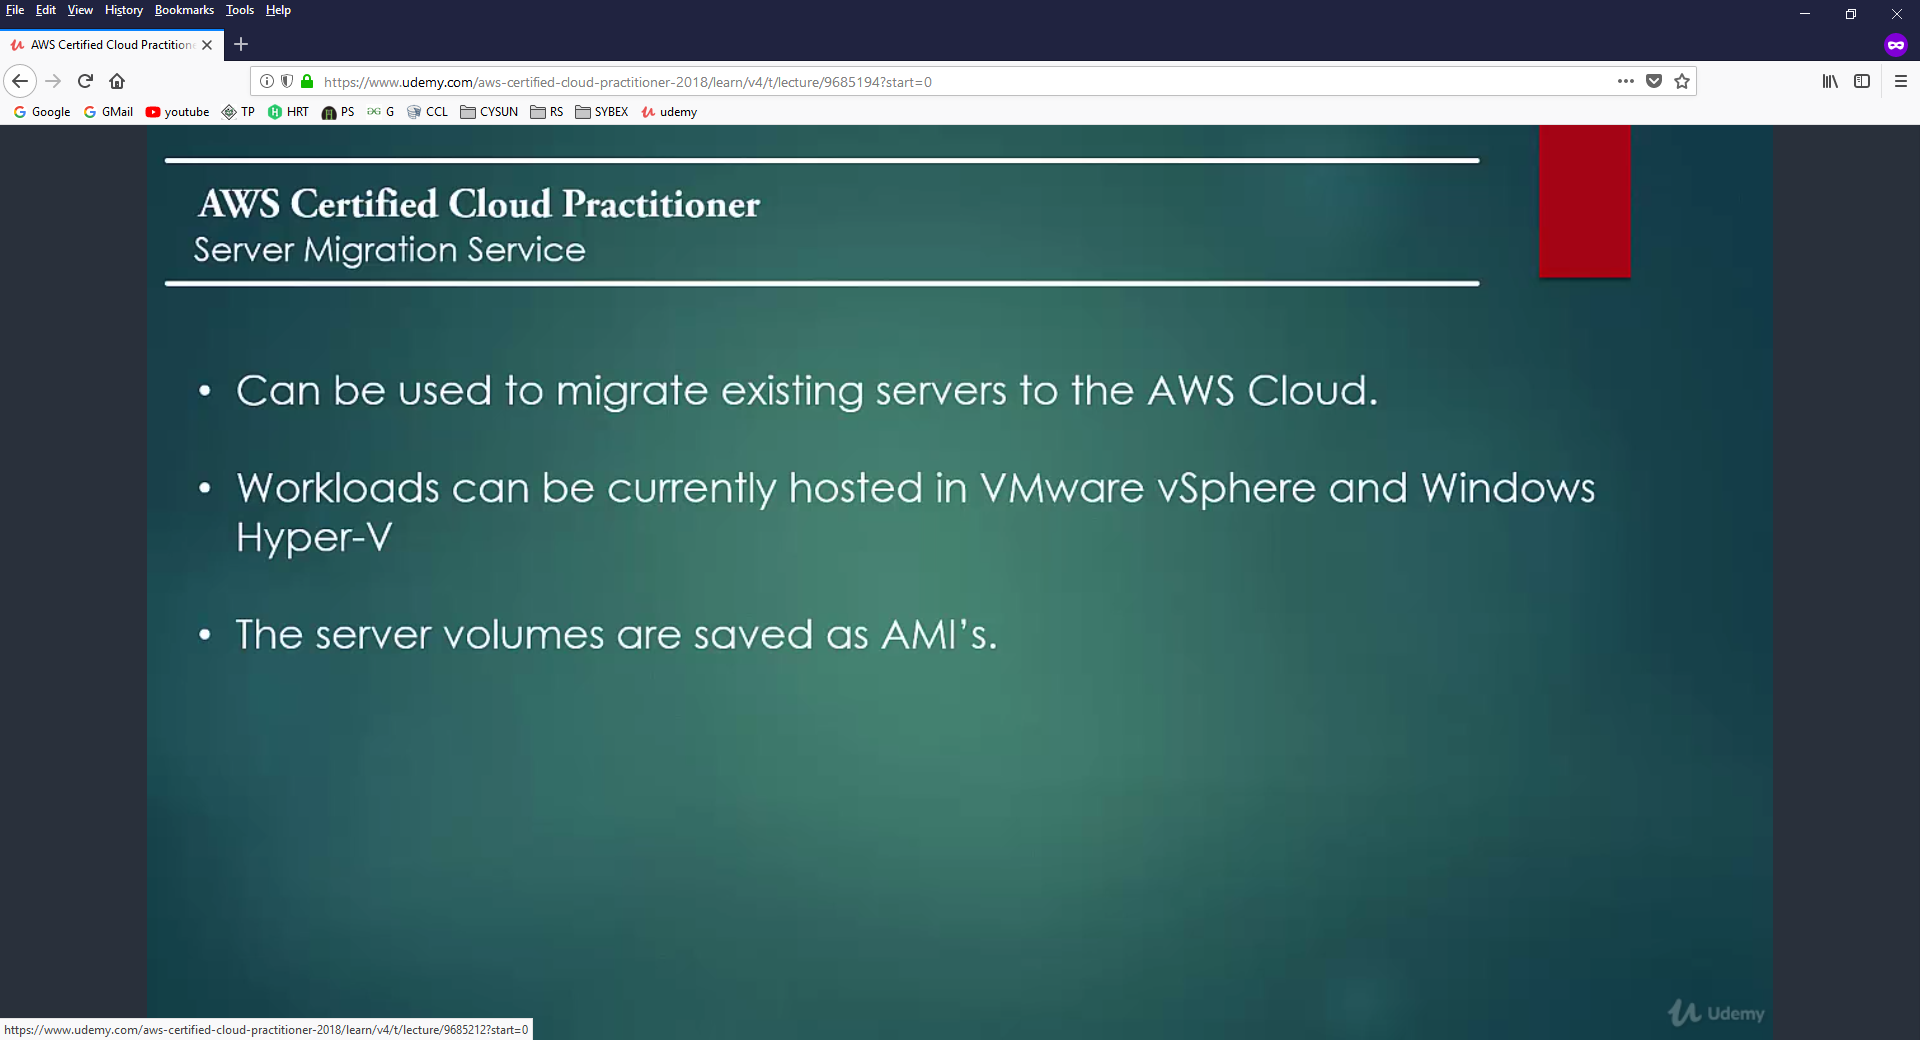 File Edit View History Bookmarks Tools Help
AWS Certified Cloud Practition
https://www.udemy.com/aws-certified-cloud-practitioner-2018/learn/v4/t/lecture/9685194?start=0
Google GMail youtube TP HRT PS G CCL CYSUN RS SYBEX udemy
AWS Certified Cloud Practitioner
Server Migration Service
• Can be used to migrate existing servers to the AWS Cloud.
• Workloads can be currently hosted in VMware vSphere and Windows
Hyper-V
• The server volumes are saved as AMI's.
Udemy
https://www.udemy.com/aws-certified-cloud-practitioner-2018/learn/v4/t/lecture/9685212?start=0